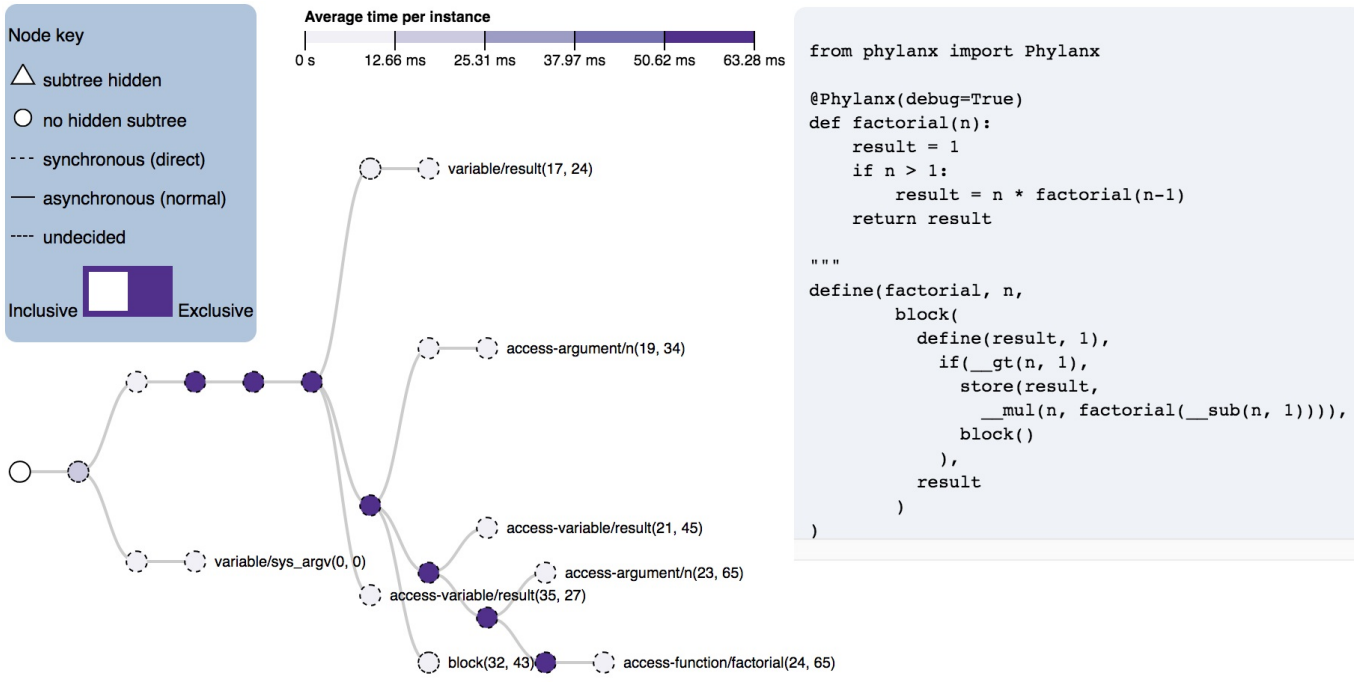 Node key
subtree hidden
no hidden subtree
synchronous (direct)
asynchronous (normal)
undecided
Inclusive Exclusive
Average time per instance
0 s 12.66 ms 25.31 ms 37.97 ms 50.62 ms 63.28 ms
variable/result(17, 24)
access-argument/n(19, 34)
access-variable/result(21, 45)
variable/sys_argv(0, 0)
access-argument/n(23, 65)
access-variable/result(35, 27)
block(32, 43)
access-function/factorial(24, 65)
from phylanx import Phylanx
@Phylanx(debug=True)
def factorial(n):
    result = 1
    if n > 1:
        result = n * factorial(n-1)
    return result
"""
define(factorial, n,
        block(
          define(result, 1),
            if(__gt(n, 1),
              store(result,
                __mul(n, factorial(__sub(n, 1)))),
              block()
            ),
          result
        )
)